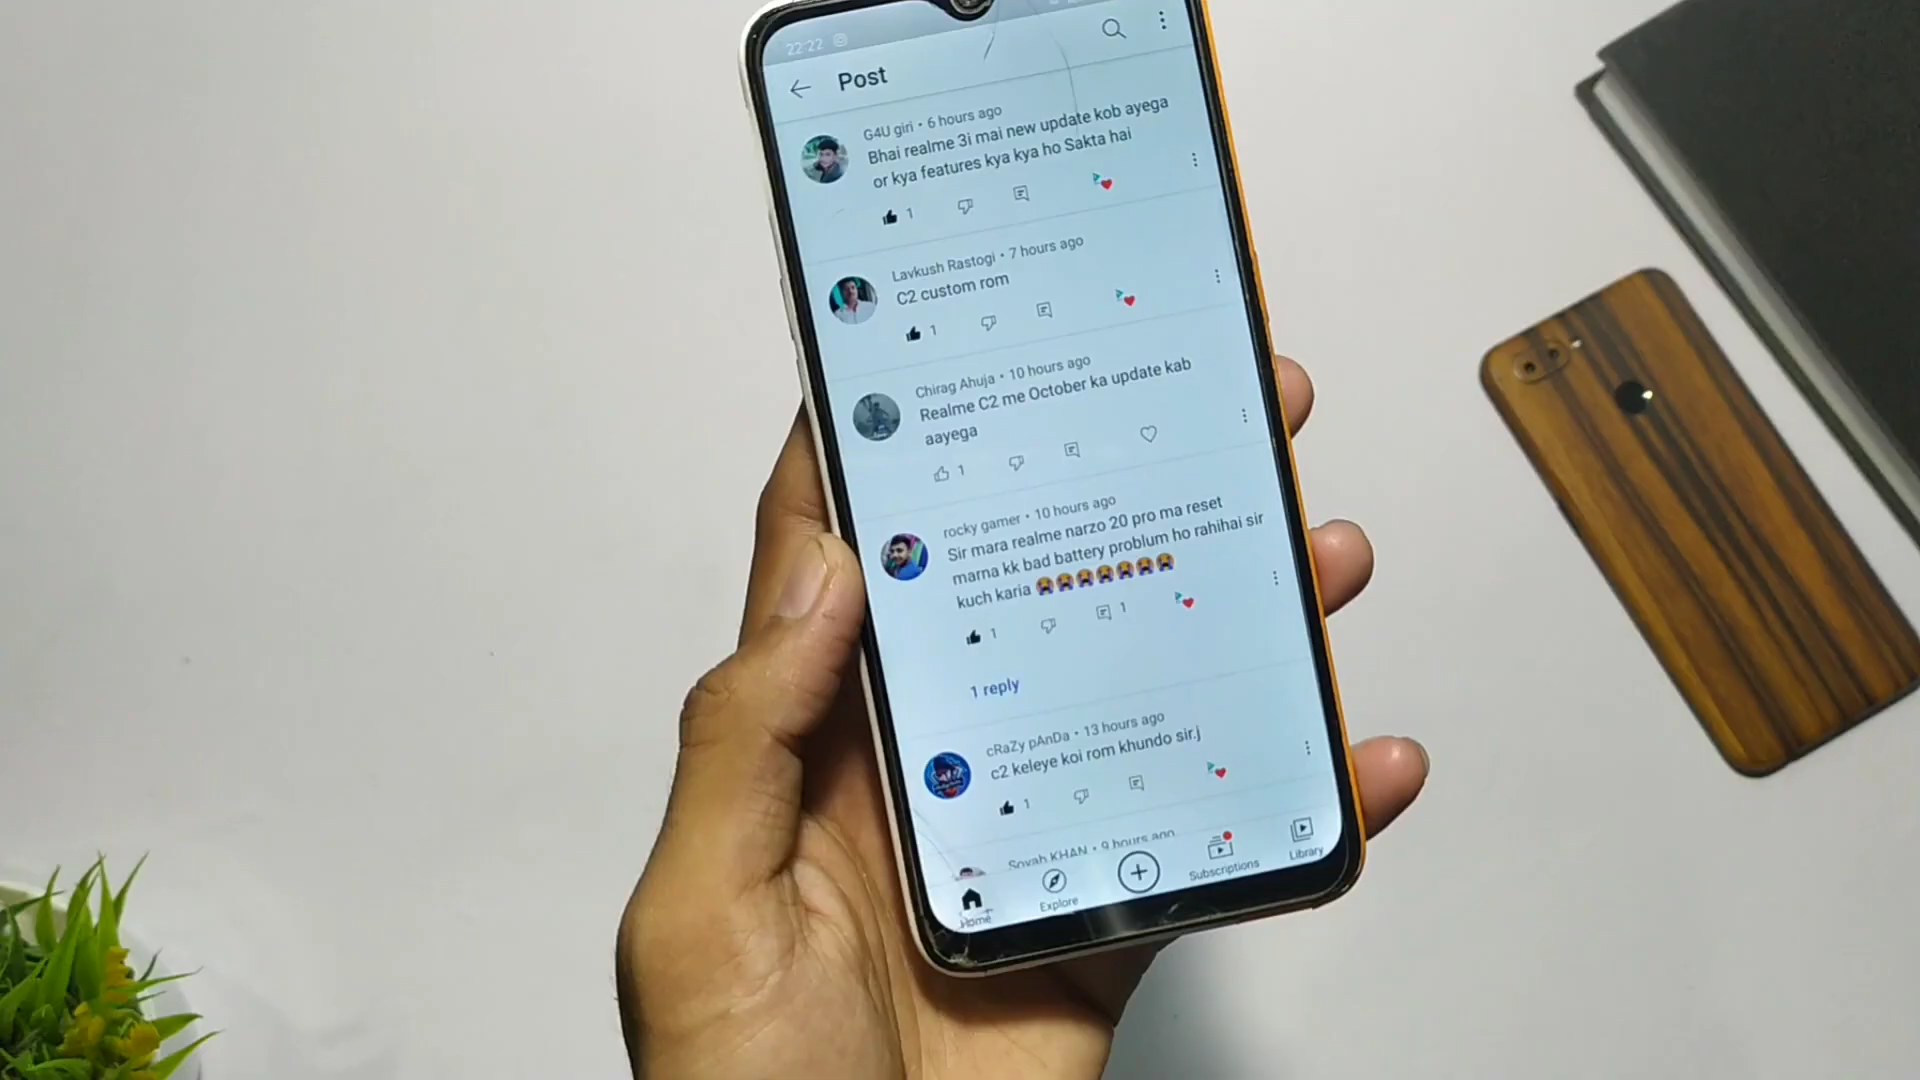 22:22
Post
G4U giri • 6 hours ago
Bhai realme 3i mai new update kob ayega
or kya features kya kya ho Sakta hai
1
Lavkush Rastogi • 7 hours ago
C2 custom rom
1
Chirag Ahuja • 10 hours ago
Realme C2 me October ka update kab
aayega
1
rocky gamer • 10 hours ago
Sir mara realme narzo 20 pro ma reset
marna kk bad battery problum ho rahihai sir
kuch karia 😭😭😭😭😭😭😭
1 1
1 reply
cRaZy pAnDa • 13 hours ago
c2 keleye koi rom khundo sir.j
1
Sovah KHAN • 9 hours ago
Home Explore Subscriptions Library